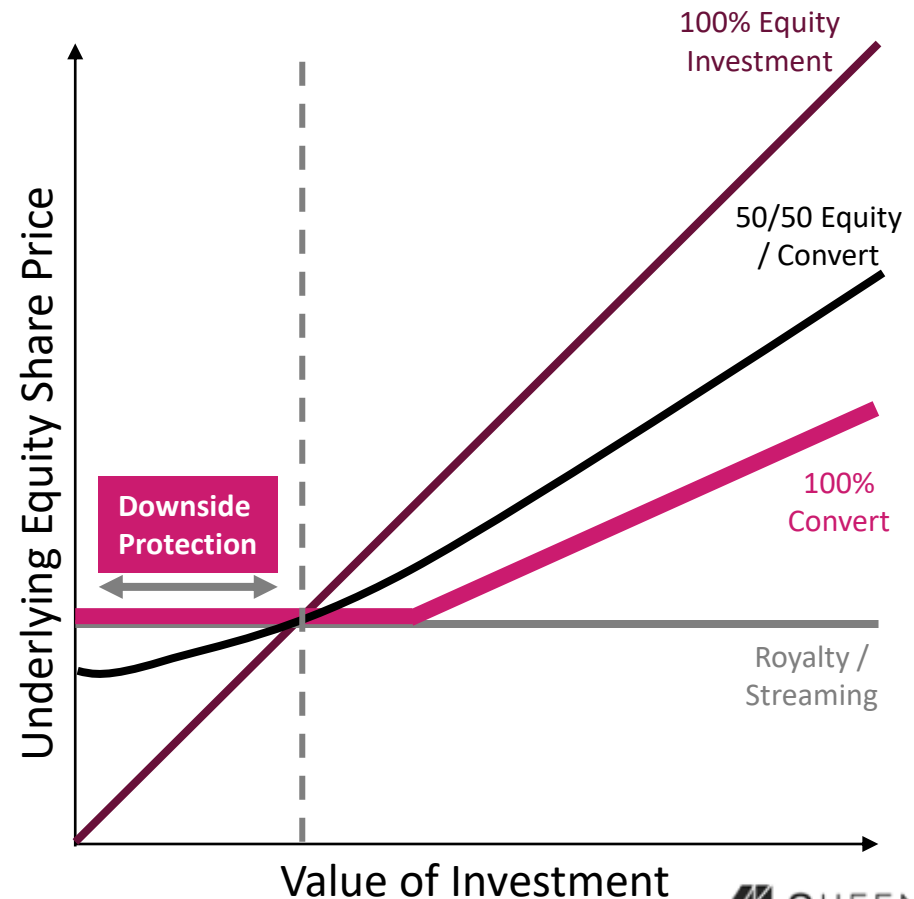 100% Equity
Investment
50/50 Equity
/ Convert
Underlying Equity Share Price
Downside
Protection
100%
Convert
Royalty /
Streaming
Value of Investment